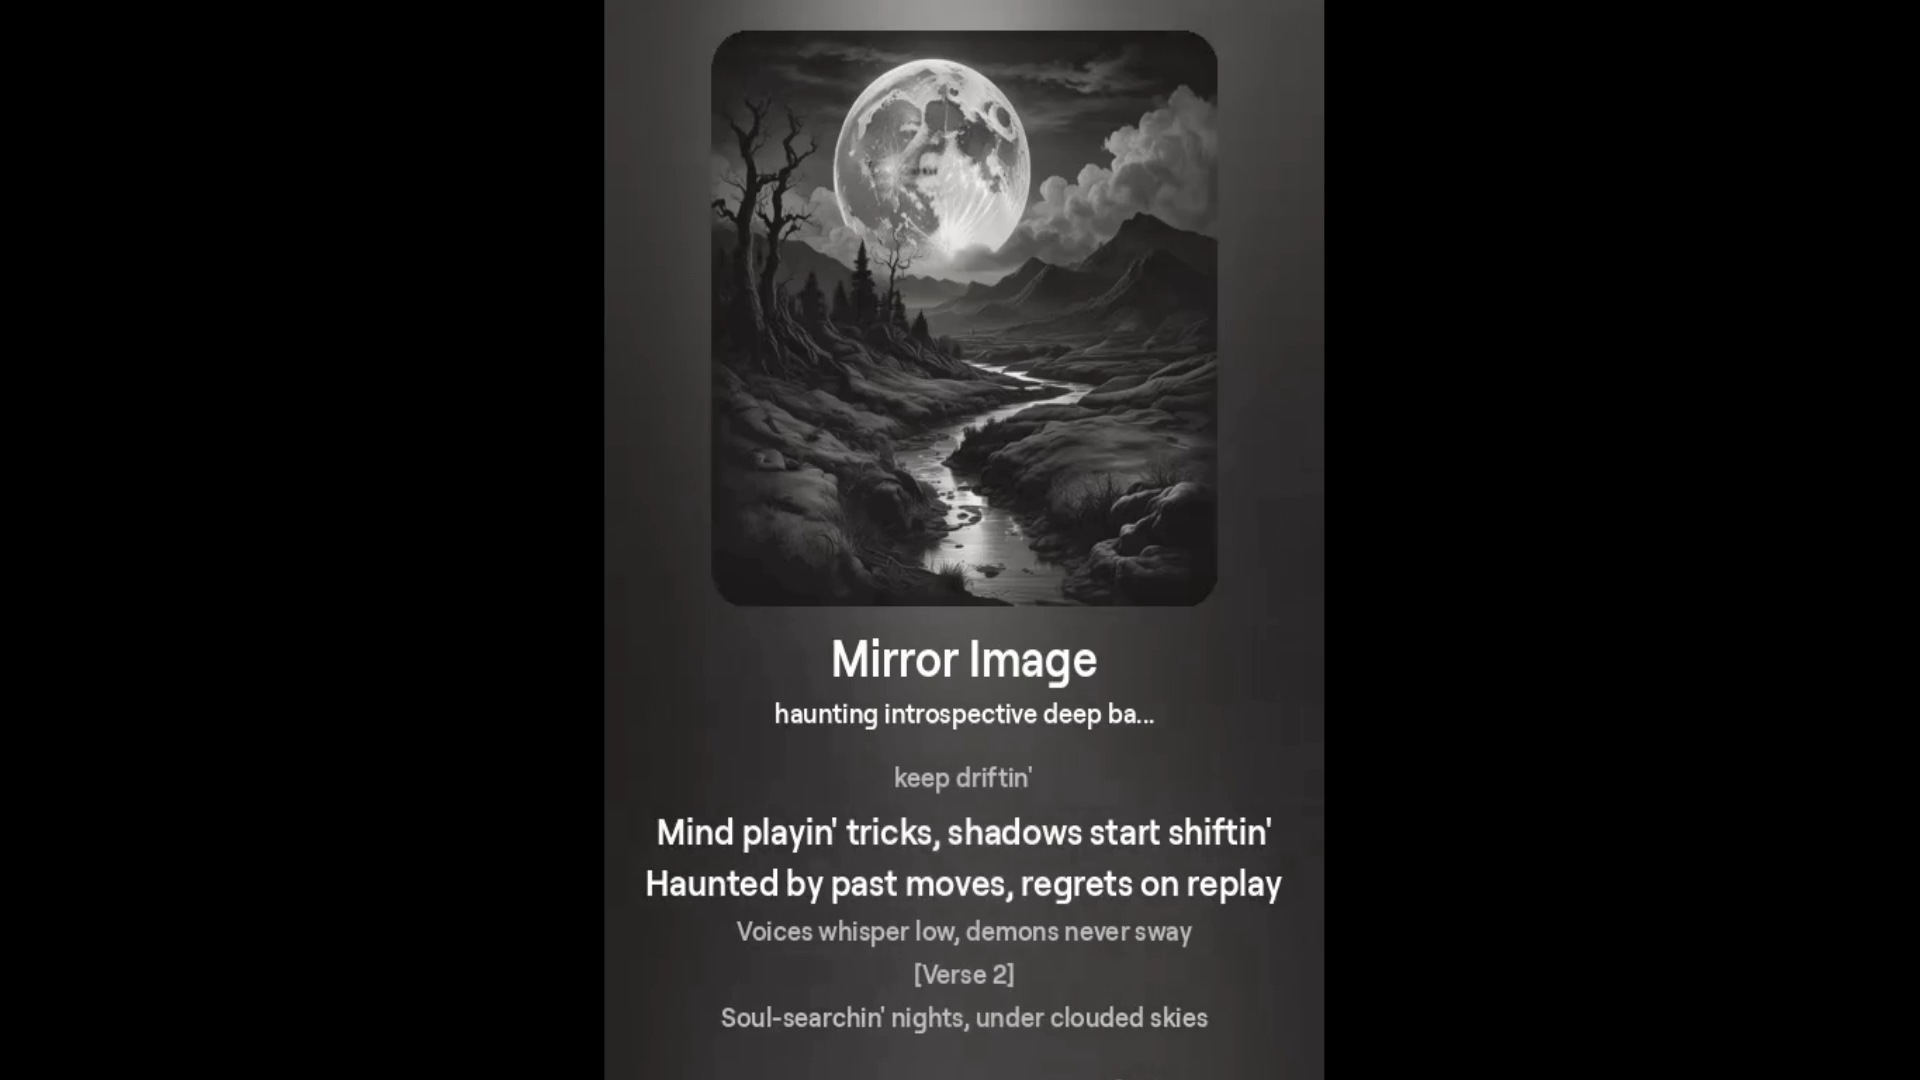 Mirror Image
haunting introspective deep ba...
keep driftin'
Mind playin' tricks, shadows start shiftin'
Haunted by past moves, regrets on replay
Voices whisper low, demons never sway
[Verse 2]
Soul-searchin' nights, under clouded skies